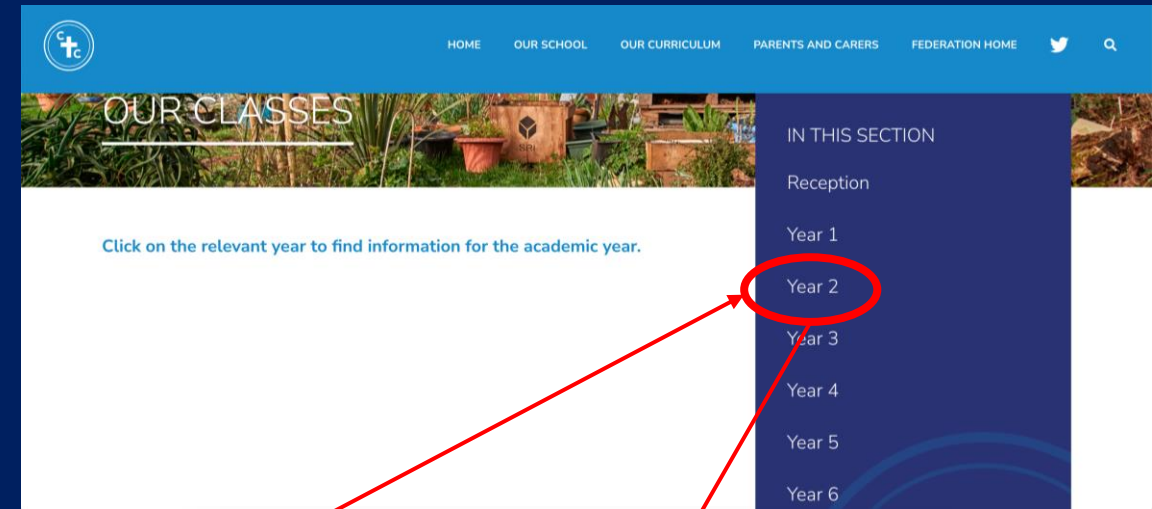 C
t
C
HOME OUR SCHOOL OUR CURRICULUM PARENTS AND CARERS FEDERATION HOME
OUR CLASSES
SRI
IN THIS SECTION
Reception
Year 1
Click on the relevant year to find information for the academic year.
Year 2
Year 3
Year 4
Year 5
Year 6